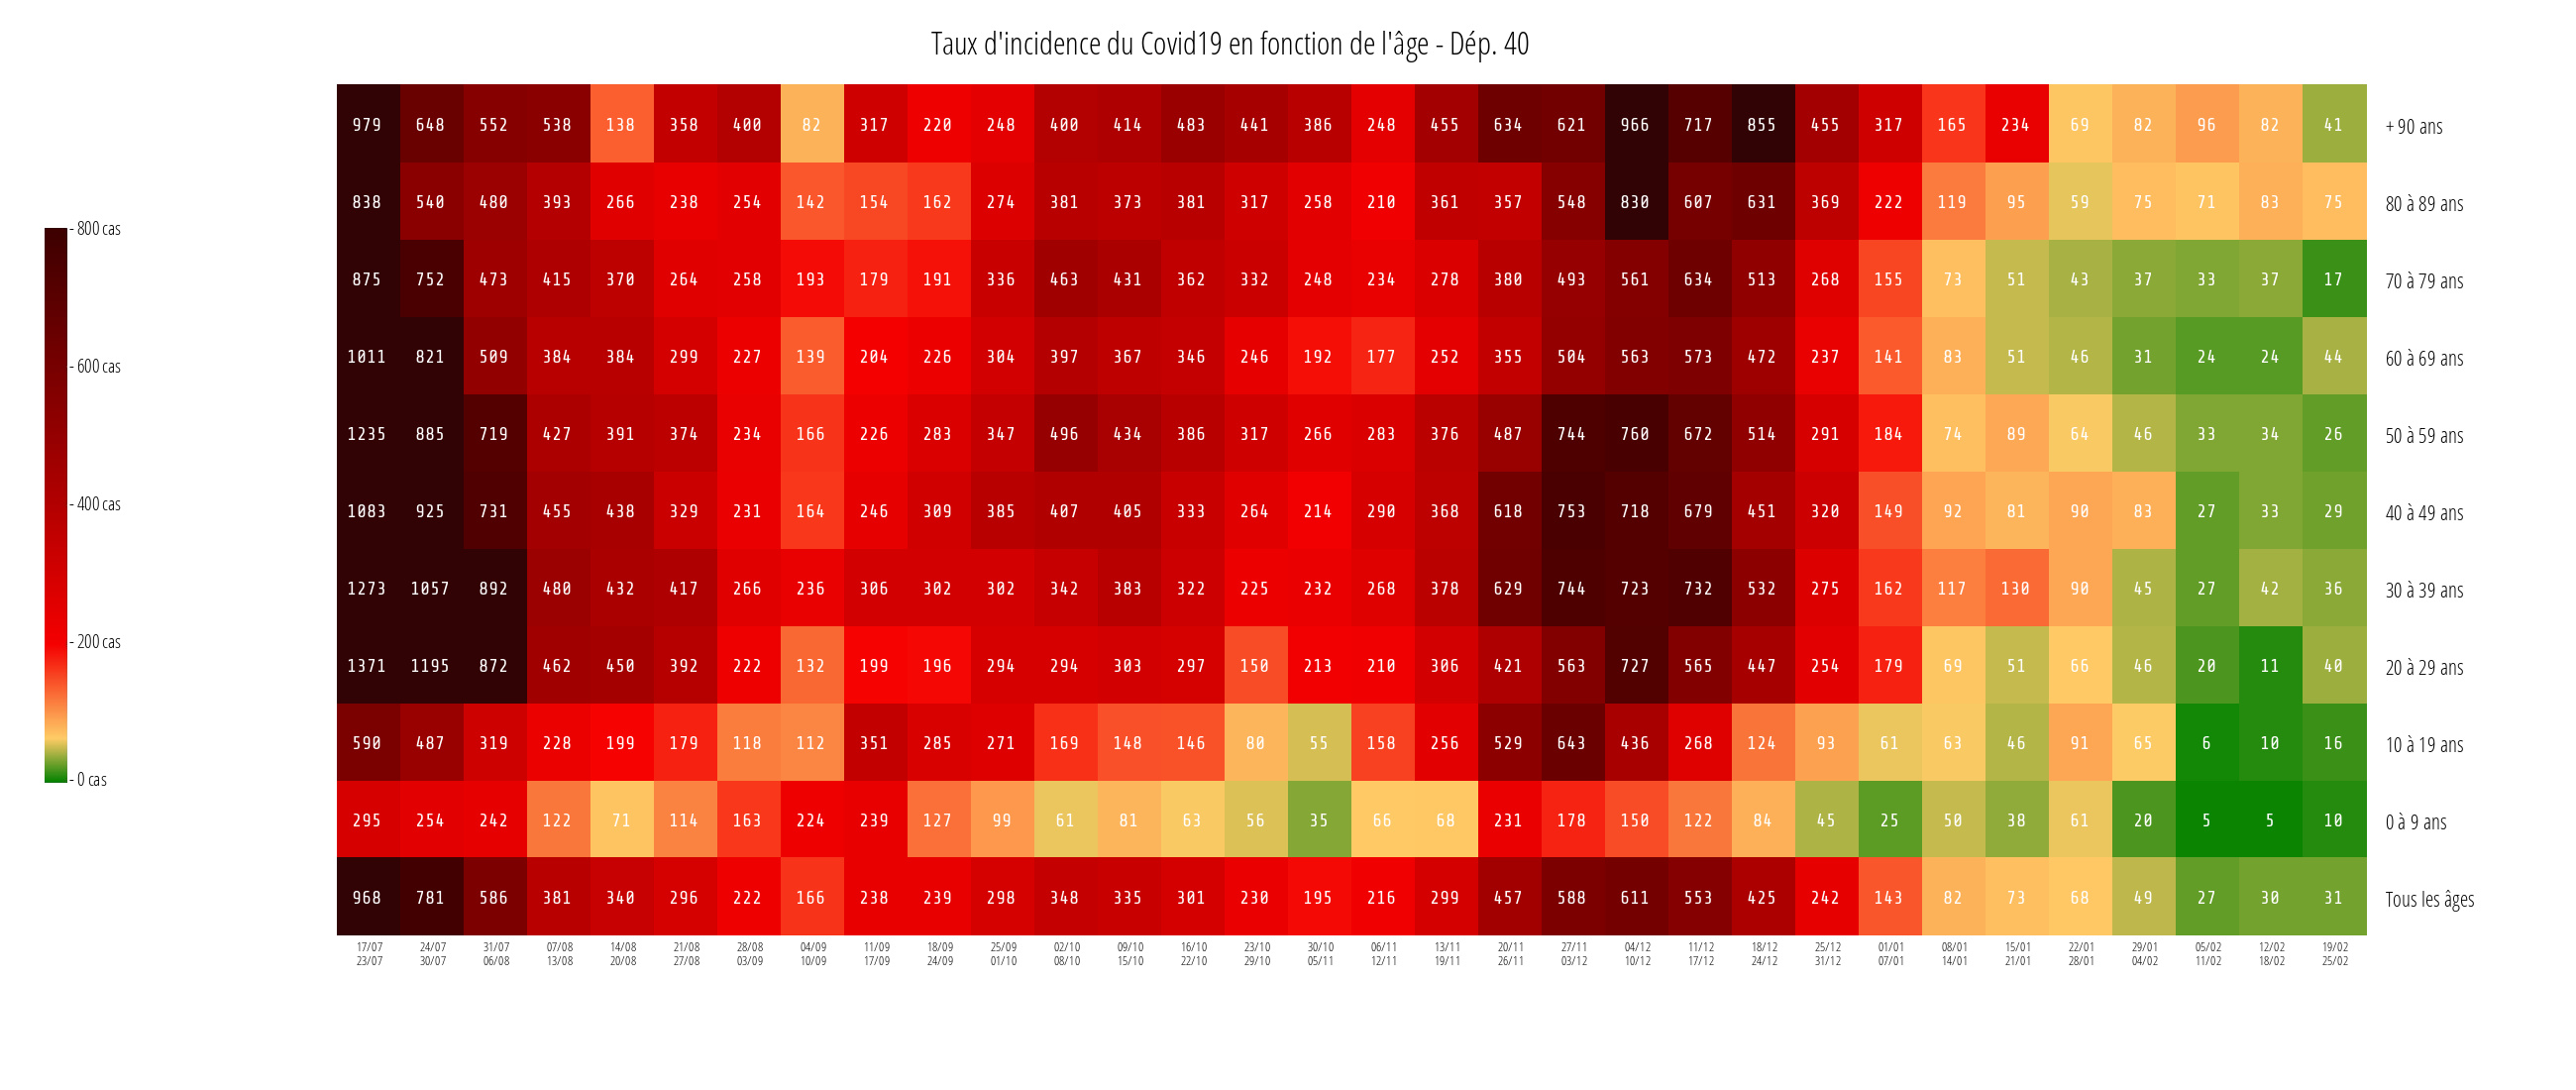 Taux d'incidence du Covid19 en fonction de l'âge - Dép. 40
979 648 552 538 138 358 400 82 317 220 248 400 414 483 441 386 248 455 634 621 966 717 855 455 317 165 234 69 82 96 82 41 + 90 ans
838 540 480 393 266 238 254 142 154 162 274 381 373 381 317 258 210 361 357 548 830 607 631 369 222 119 95 59 75 71 83 75 80 à 89 ans
875 752 473 415 370 264 258 193 179 191 336 463 431 362 332 248 234 278 380 493 561 634 513 268 155 73 51 43 37 33 37 17 70 à 79 ans
1011 821 509 384 384 299 227 139 204 226 304 397 367 346 246 192 177 252 355 504 563 573 472 237 141 83 51 46 31 24 24 44 60 à 69 ans
1235 885 719 427 391 374 234 166 226 283 347 496 434 386 317 266 283 376 487 744 760 672 514 291 184 74 89 64 46 33 34 26 50 à 59 ans
1083 925 731 455 438 329 231 164 246 309 385 407 405 333 264 214 290 368 618 753 718 679 451 320 149 92 81 90 83 27 33 29 40 à 49 ans
1273 1057 892 480 432 417 266 236 306 302 302 342 383 322 225 232 268 378 629 744 723 732 532 275 162 117 130 90 45 27 42 36 30 à 39 ans
1371 1195 872 462 450 392 222 132 199 196 294 294 303 297 150 213 210 306 421 563 727 565 447 254 179 69 51 66 46 20 11 40 20 à 29 ans
590 487 319 228 199 179 118 112 351 285 271 169 148 146 80 55 158 256 529 643 436 268 124 93 61 63 46 91 65 6 10 16 10 à 19 ans
295 254 242 122 71 114 163 224 239 127 99 61 81 63 56 35 66 68 231 178 150 122 84 45 25 50 38 61 20 5 5 10 0 à 9 ans
968 781 586 381 340 296 222 166 238 239 298 348 335 301 230 195 216 299 457 588 611 553 425 242 143 82 73 68 49 27 30 31 Tous les âges
17/07 24/07 31/07 07/08 14/08 21/08 28/08 04/09 11/09 18/09 25/09 02/10 09/10 16/10 23/10 30/10 06/11 13/11 20/11 27/11 04/12 11/12 18/12 25/12 01/01 08/01 15/01 22/01 29/01 05/02 12/02 19/02
23/07 30/07 06/08 13/08 20/08 27/08 03/09 10/09 17/09 24/09 01/10 08/10 15/10 22/10 29/10 05/11 12/11 19/11 26/11 03/12 10/12 17/12 24/12 31/12 07/01 14/01 21/01 28/01 04/02 11/02 18/02 25/02
- 800 cas
- 600 cas
- 400 cas
- 200 cas
- 0 cas